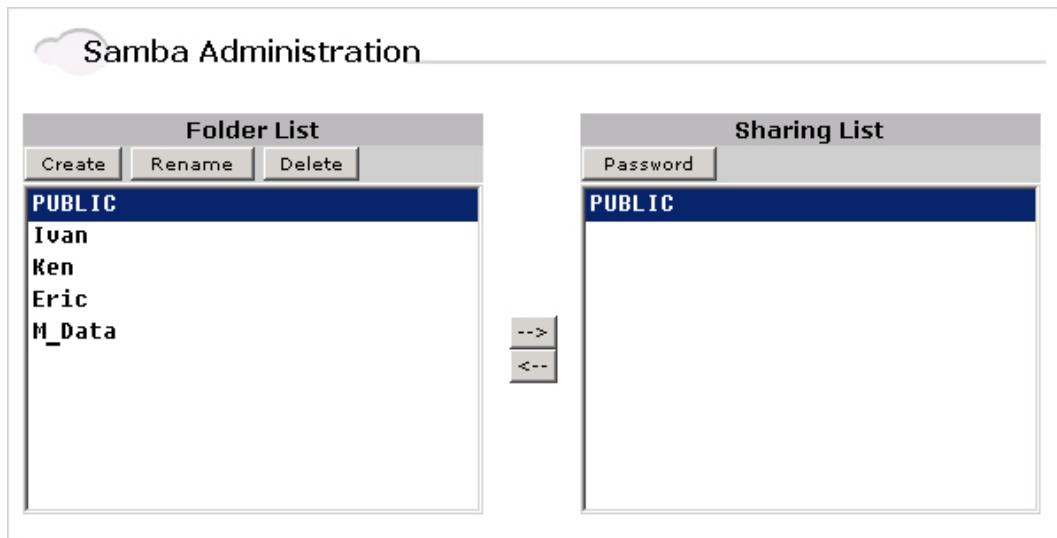 Samba Administration
Folder List
Create Rename Delete
PUBLIC
Ivan
Ken
Eric
M_Data
-->
<--
Sharing List
Password
PUBLIC